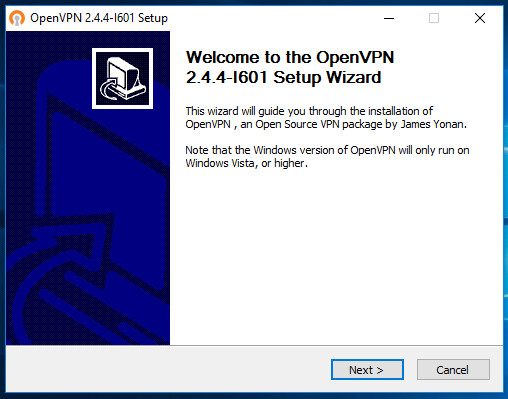 OpenVPN 2.4.4-I601 Setup
Welcome to the OpenVPN
2.4.4-I601 Setup Wizard
This wizard will guide you through the installation of
OpenVPN , an Open Source VPN package by James Yonan.
Note that the Windows version of OpenVPN will only run on
Windows Vista, or higher.
Next >
Cancel